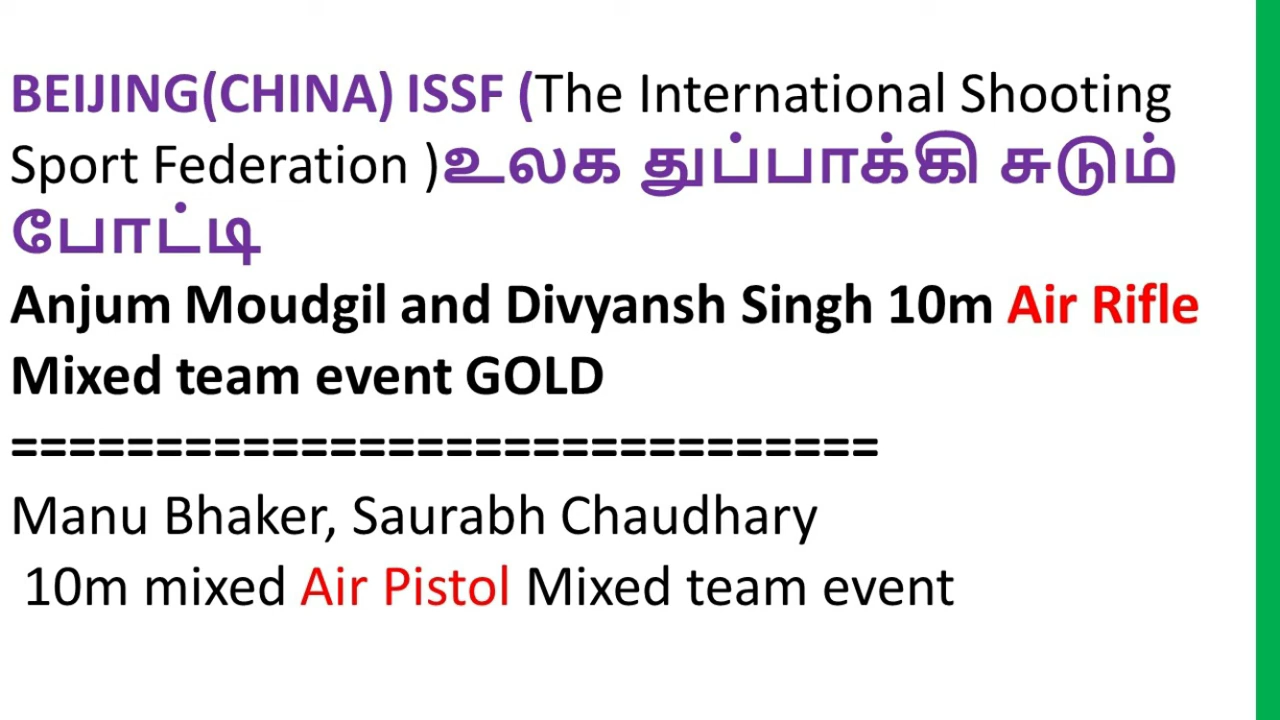 BEIJING(CHINA) ISSF (The International Shooting
Sport Federation )உலக துப்பாக்கி சுடும்
போட்டி
Anjum Moudgil and Divyansh Singh 10m Air Rifle
Mixed team event GOLD
==============================
Manu Bhaker, Saurabh Chaudhary
10m mixed Air Pistol Mixed team event